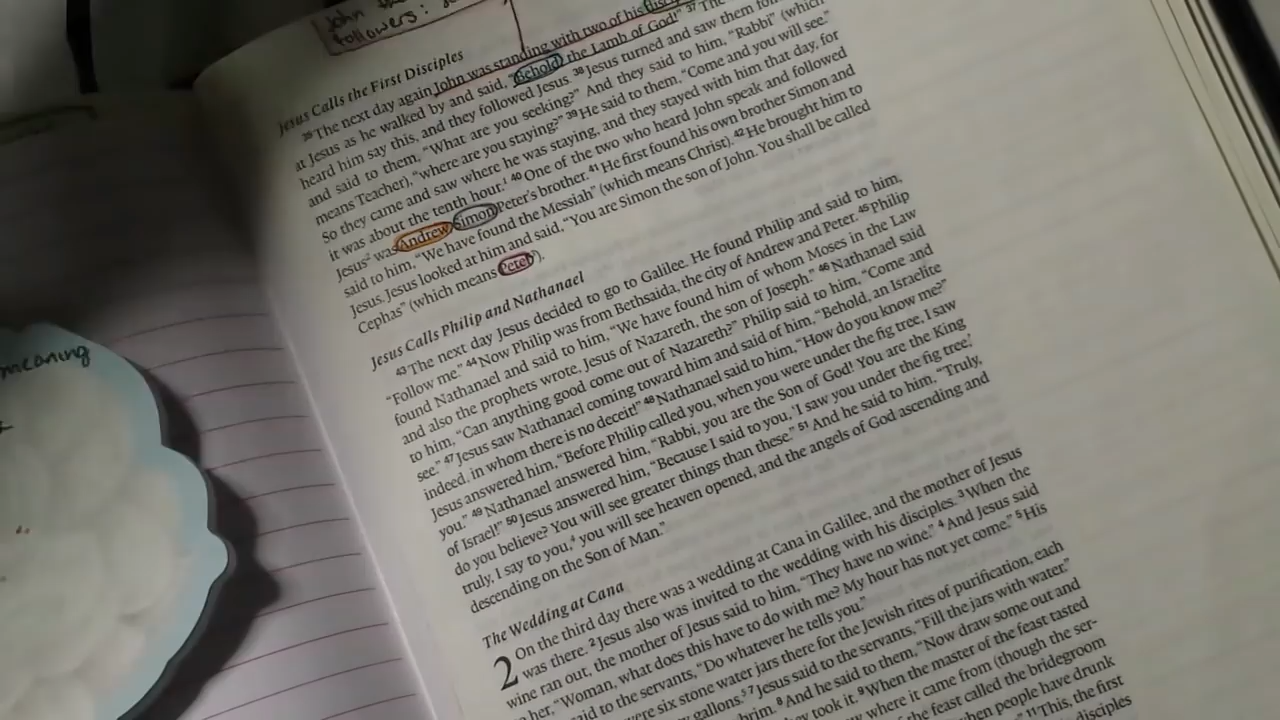 John
followers:
meaning
Jesus Calls the First Disciples
35 The next day again John was standing with two of his
at Jesus as he walked by and said, "Behold, the Lamb of God!" 37 The
heard him say this, and they followed Jesus. 38 Jesus turned and saw them
and said to them, "What are you seeking?" And they said to him, "Rabbi" (which
means Teacher), "where are you staying?" 39 He said to them, "Come and you will see."
So they came and saw where he was staying, and they stayed with him that day, for
it was about the tenth hour.1 40 One of the two who heard John speak and followed
Jesus2 was Andrew, Simon Peter's brother. 41 He first found his own brother Simon and
said to him, "We have found the Messiah" (which means Christ). 42 He brought him to
Jesus. Jesus looked at him and said, "You are Simon the son of John. You shall be called
Cephas" (which means Peter3).
Jesus Calls Philip and Nathanael
43 The next day Jesus decided to go to Galilee. He found Philip and said to him,
"Follow me." 44 Now Philip was from Bethsaida, the city of Andrew and Peter. 45 Philip
found Nathanael and said to him, "We have found him of whom Moses in the Law
and also the prophets wrote, Jesus of Nazareth, the son of Joseph." 46 Nathanael said
to him, "Can anything good come out of Nazareth?" Philip said to him, "Come and
see." 47 Jesus saw Nathanael coming toward him and said of him, "Behold, an Israelite
indeed, in whom there is no deceit!" 48 Nathanael said to him, "How do you know me?"
Jesus answered him, "Before Philip called you, when you were under the fig tree, I saw
you." 49 Nathanael answered him, "Rabbi, you are the Son of God! You are the King
of Israel!" 50 Jesus answered him, "Because I said to you, 'I saw you under the fig tree,'
do you believe? You will see greater things than these." 51 And he said to him, "Truly,
truly, I say to you,4 you will see heaven opened, and the angels of God ascending and
descending on the Son of Man."
The Wedding at Cana
2 On the third day there was a wedding at Cana in Galilee, and the mother of Jesus
was there. 2 Jesus also was invited to the wedding with his disciples. 3 When the
wine ran out, the mother of Jesus said to him, "They have no wine." 4 And Jesus said
her, "Woman, what does this have to do with me? My hour has not yet come." 5 His
said to the servants, "Do whatever he tells you."
were six stone water jars there for the Jewish rites of purification, each
gallons.5 7 Jesus said to the servants, "Fill the jars with water."
brim. 8 And he said to them, "Now draw some out and
took it. 9 When the master of the feast tasted
where it came from (though the ser-
the feast called the bridegroom
when people have drunk
11 This, the first
disciples